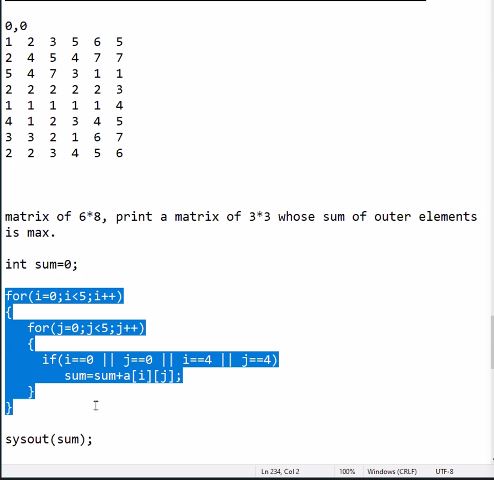 0,0
1 2 3 5 6 5
2 4 5 4 7 7
5 4 7 3 1 1
2 2 2 2 2 3
1 1 1 1 1 4
4 1 2 3 4 5
3 3 2 1 6 7
2 2 3 4 5 6
matrix of 6*8, print a matrix of 3*3 whose sum of outer elements
is max.
int sum=0;
for(i=0;i<5;i++)
{
for(j=0;j<5;j++)
{
if(i==0 || j==0 || i==4 || j==4)
sum=sum+a[i][j];
}
}
sysout(sum);
Ln 234, Col 2 100% Windows (CRLF) UTF-8